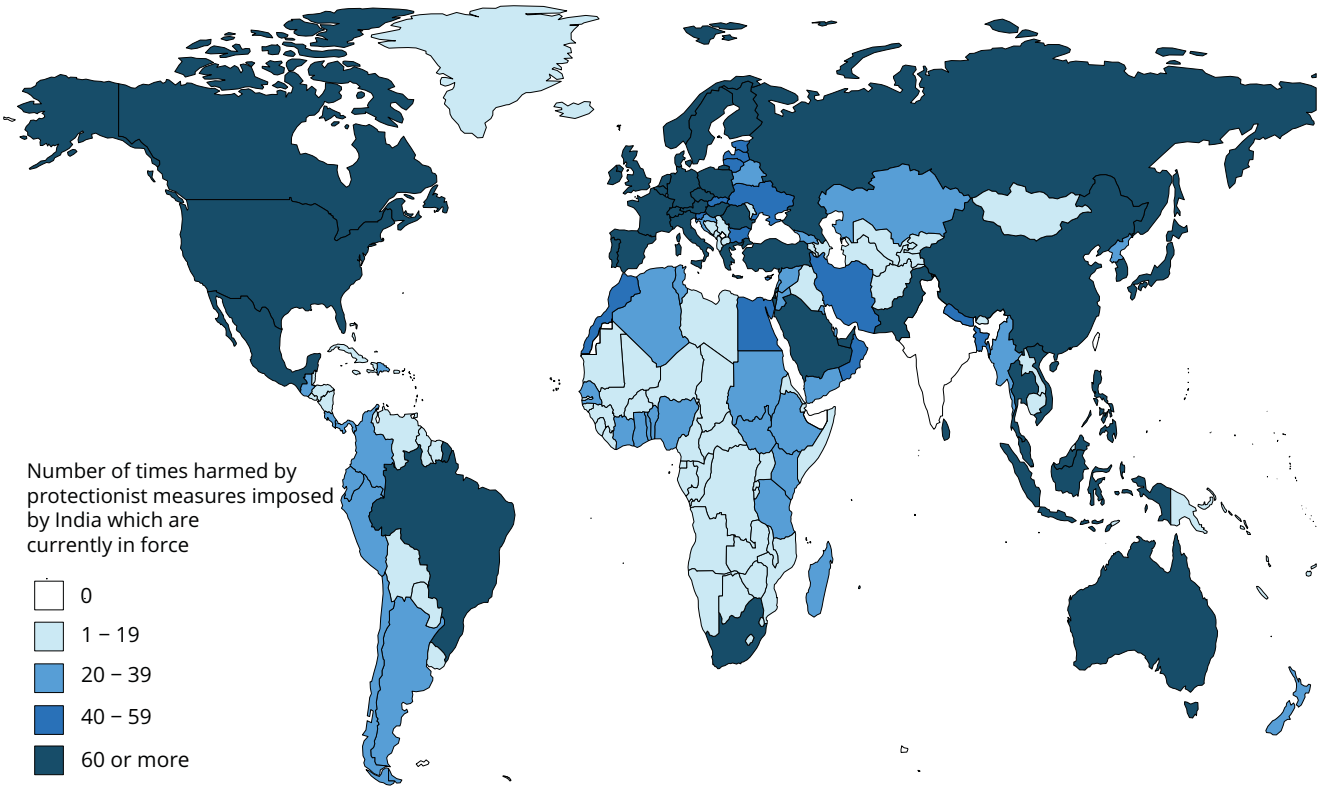 Number of times harmed by
protectionist measures imposed
by India which are
currently in force
0
1 – 19
20 – 39
40 – 59
60 or more